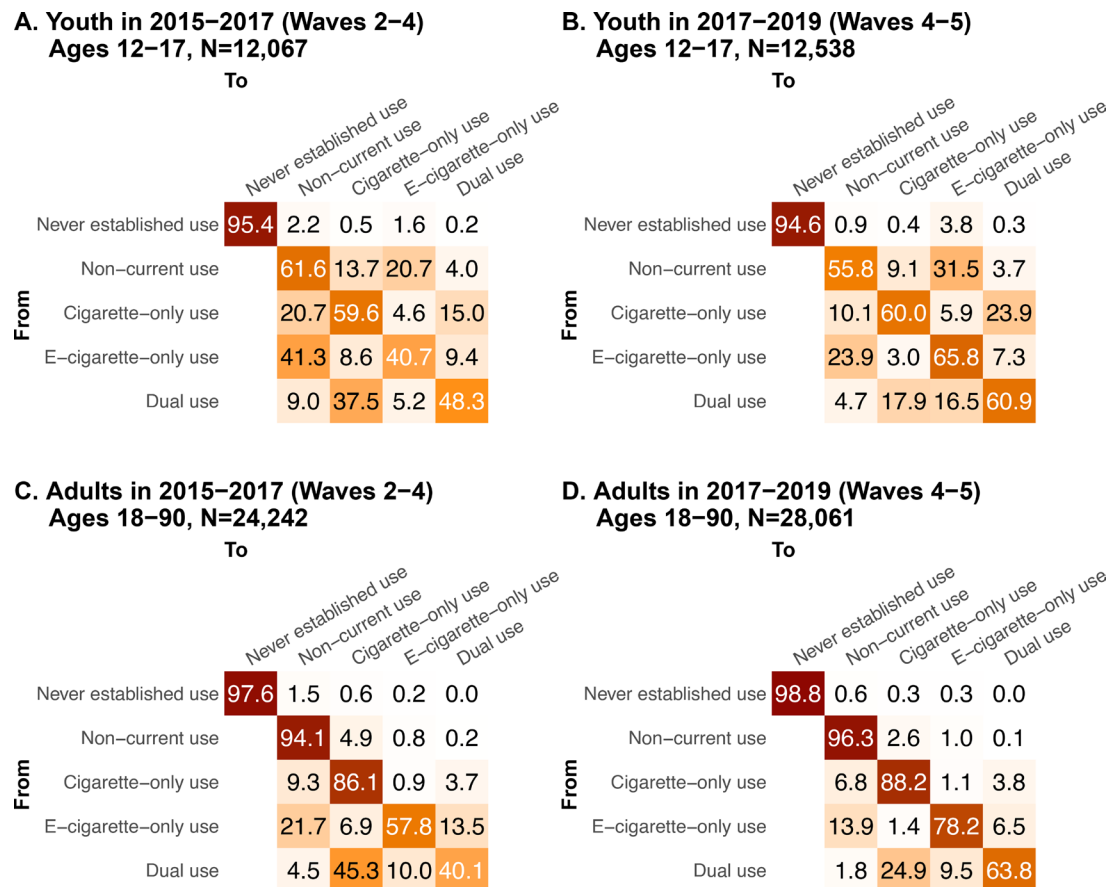 A. Youth in 2015−2017 (Waves 2−4)
Ages 12−17, N=12,067
To
Never established use
Non−current use
Cigarette−only use
E−cigarette−only use
Dual use
From
Never established use 95.4 2.2 0.5 1.6 0.2
Non−current use 61.6 13.7 20.7 4.0
Cigarette−only use 20.7 59.6 4.6 15.0
E−cigarette−only use 41.3 8.6 40.7 9.4
Dual use 9.0 37.5 5.2 48.3
B. Youth in 2017−2019 (Waves 4−5)
Ages 12−17, N=12,538
To
Never established use
Non−current use
Cigarette−only use
E−cigarette−only use
Dual use
From
Never established use 94.6 0.9 0.4 3.8 0.3
Non−current use 55.8 9.1 31.5 3.7
Cigarette−only use 10.1 60.0 5.9 23.9
E−cigarette−only use 23.9 3.0 65.8 7.3
Dual use 4.7 17.9 16.5 60.9
C. Adults in 2015−2017 (Waves 2−4)
Ages 18−90, N=24,242
To
Never established use
Non−current use
Cigarette−only use
E−cigarette−only use
Dual use
From
Never established use 97.6 1.5 0.6 0.2 0.0
Non−current use 94.1 4.9 0.8 0.2
Cigarette−only use 9.3 86.1 0.9 3.7
E−cigarette−only use 21.7 6.9 57.8 13.5
Dual use 4.5 45.3 10.0 40.1
D. Adults in 2017−2019 (Waves 4−5)
Ages 18−90, N=28,061
To
Never established use
Non−current use
Cigarette−only use
E−cigarette−only use
Dual use
From
Never established use 98.8 0.6 0.3 0.3 0.0
Non−current use 96.3 2.6 1.0 0.1
Cigarette−only use 6.8 88.2 1.1 3.8
E−cigarette−only use 13.9 1.4 78.2 6.5
Dual use 1.8 24.9 9.5 63.8